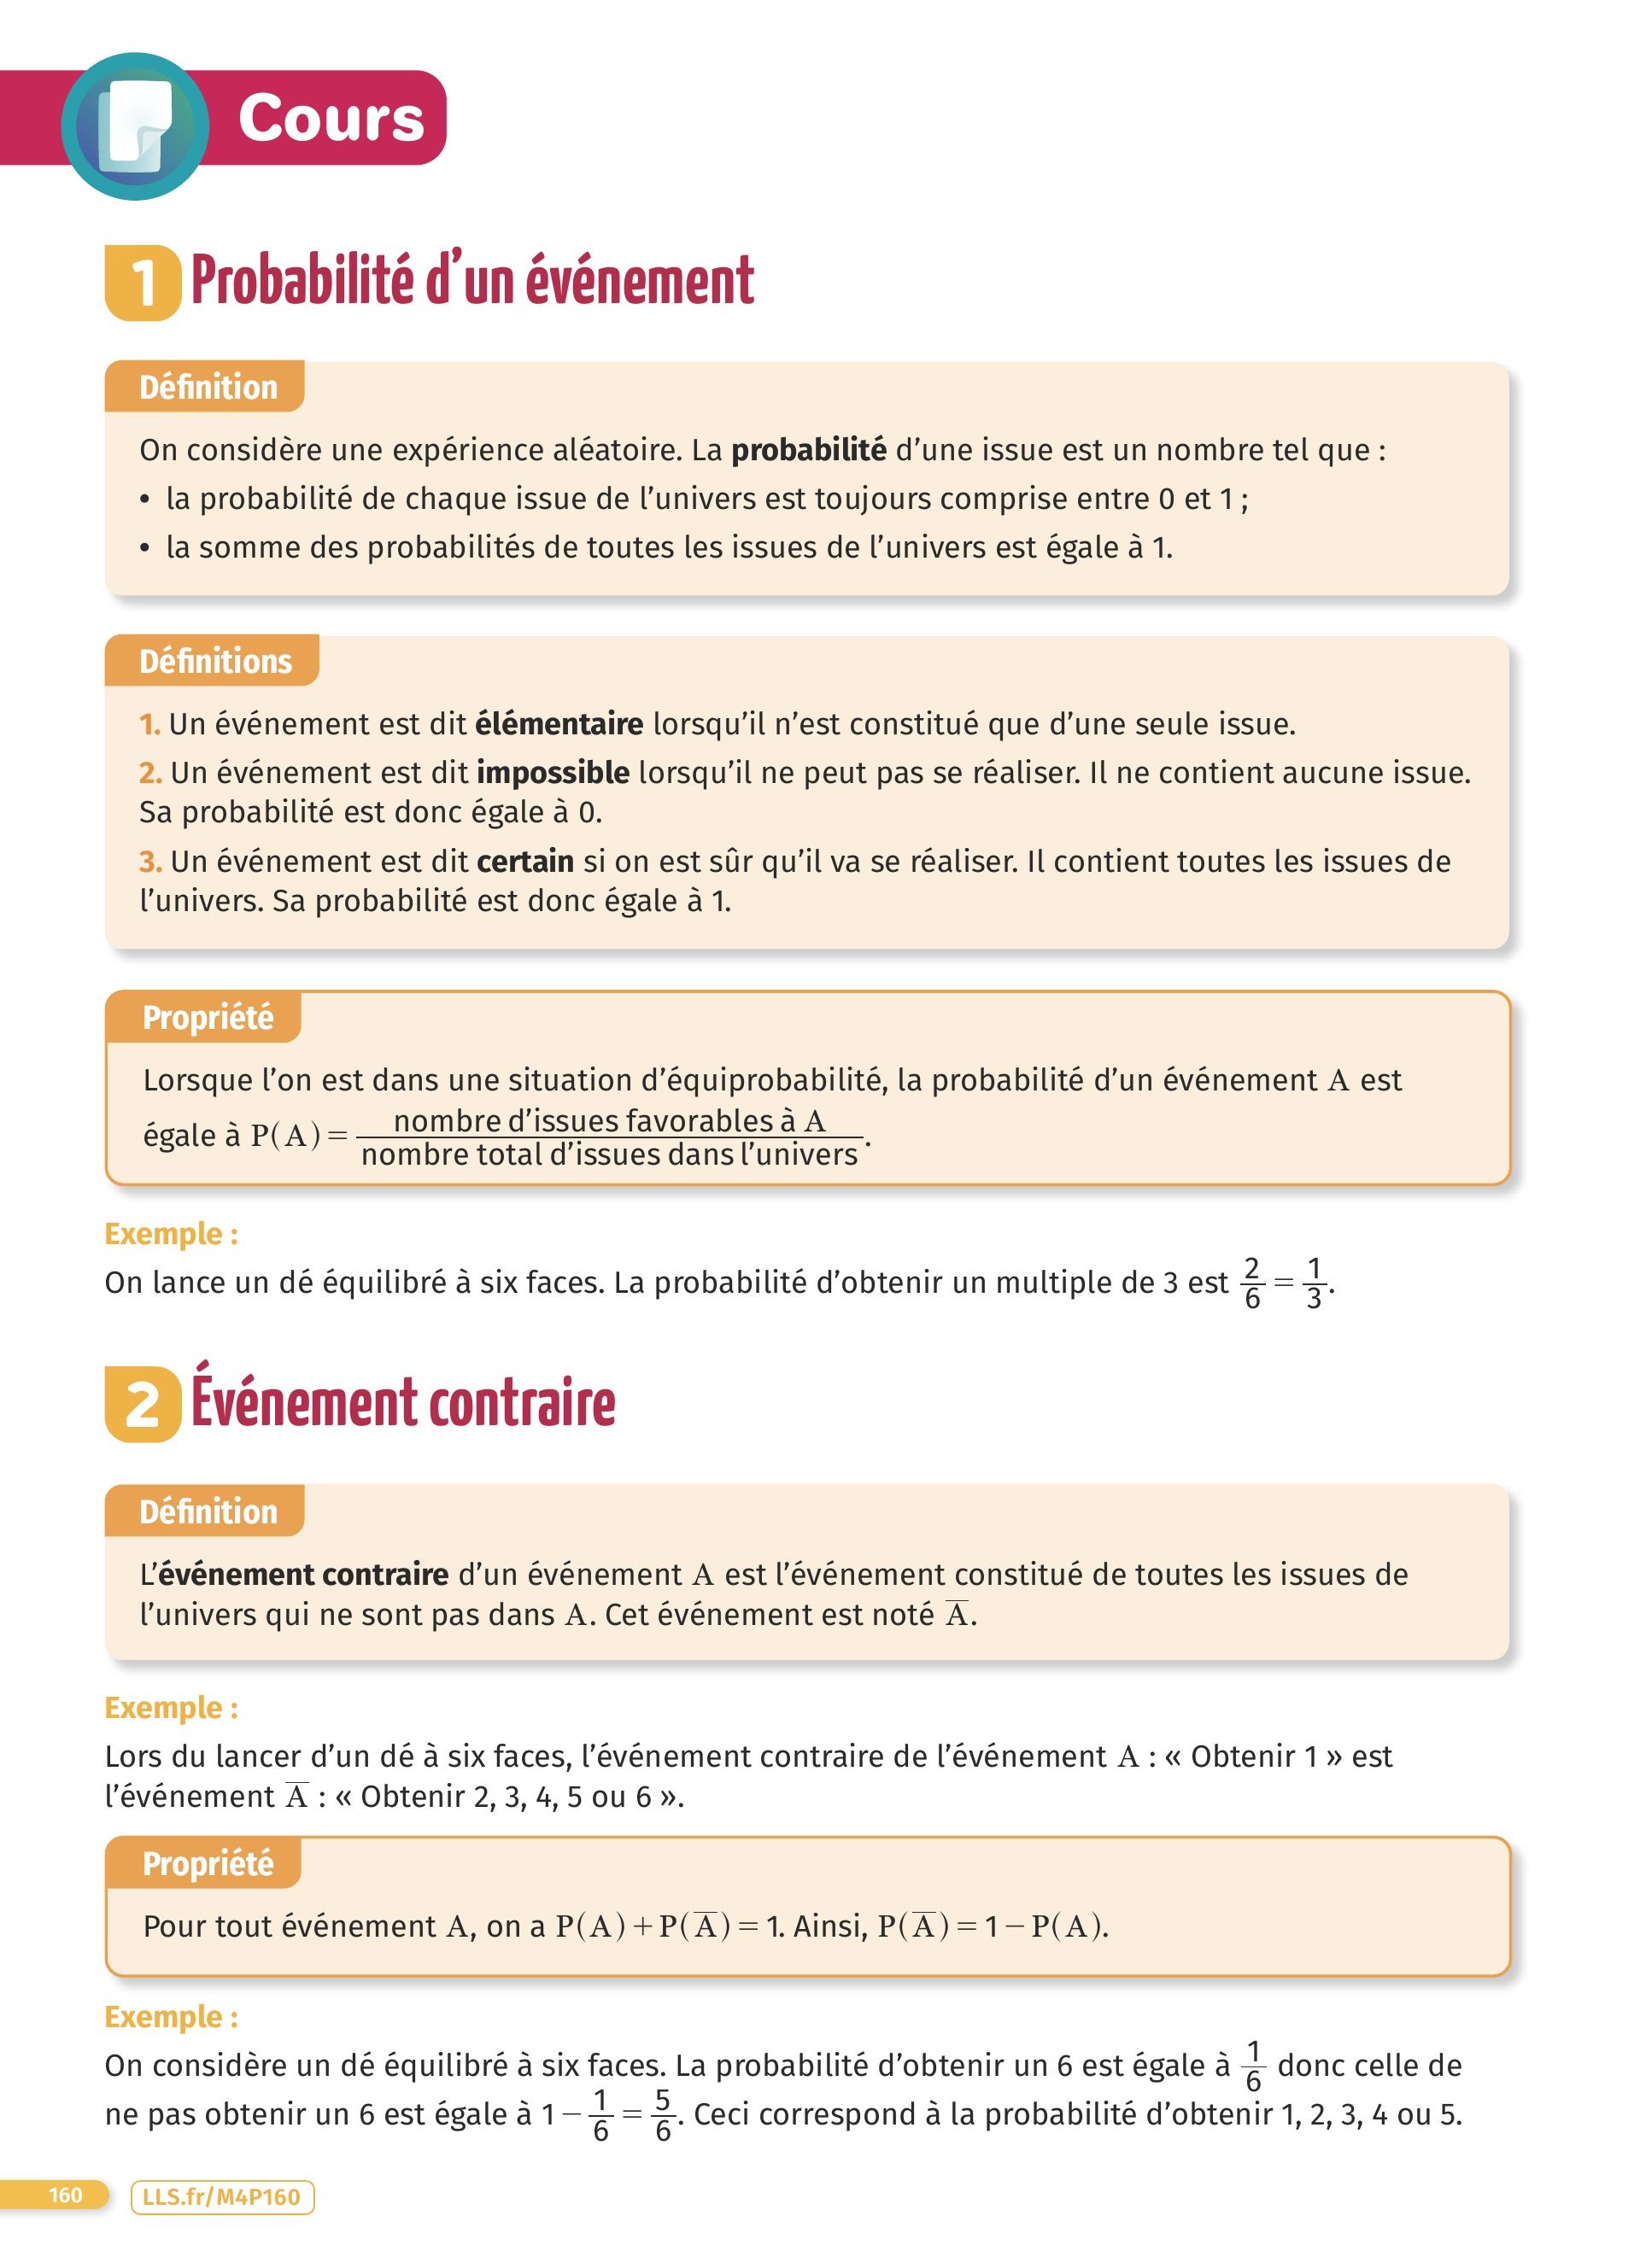 Cours
1 Probabilité d’un événement
Définition
On considère une expérience aléatoire. La probabilité d’une issue est un nombre tel que :
• la probabilité de chaque issue de l’univers est toujours comprise entre 0 et 1 ;
• la somme des probabilités de toutes les issues de l’univers est égale à 1.
Définitions
1. Un événement est dit élémentaire lorsqu’il n’est constitué que d’une seule issue.
2. Un événement est dit impossible lorsqu’il ne peut pas se réaliser. Il ne contient aucune issue.
Sa probabilité est donc égale à 0.
3. Un événement est dit certain si on est sûr qu’il va se réaliser. Il contient toutes les issues de
l’univers. Sa probabilité est donc égale à 1.
Propriété
Lorsque l’on est dans une situation d’équiprobabilité, la probabilité d’un événement A est
égale à P(A) = nombre d’issues favorables à A / nombre total d’issues dans l’univers.
Exemple :
On lance un dé équilibré à six faces. La probabilité d’obtenir un multiple de 3 est 2/6 = 1/3.
2 Événement contraire
Définition
L’événement contraire d’un événement A est l’événement constitué de toutes les issues de
l’univers qui ne sont pas dans A. Cet événement est noté A̅.
Exemple :
Lors du lancer d’un dé à six faces, l’événement contraire de l’événement A : « Obtenir 1 » est
l’événement A̅ : « Obtenir 2, 3, 4, 5 ou 6 ».
Propriété
Pour tout événement A, on a P(A) + P(A̅) = 1. Ainsi, P(A̅) = 1 − P(A).
Exemple :
On considère un dé équilibré à six faces. La probabilité d’obtenir un 6 est égale à 1/6 donc celle de
ne pas obtenir un 6 est égale à 1 − 1/6 = 5/6. Ceci correspond à la probabilité d’obtenir 1, 2, 3, 4 ou 5.
160 LLS.fr/M4P160